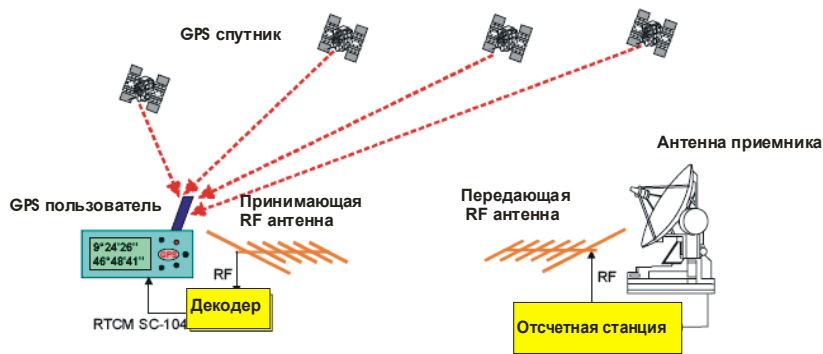 GPS спутник
Антенна приемника
GPS пользователь
Принимающая
RF антенна
Передающая
RF антенна
9°24'26"
46°48'41"
GPS
RF
RF
Декодер
RTCM SC-104
Отсчетная станция